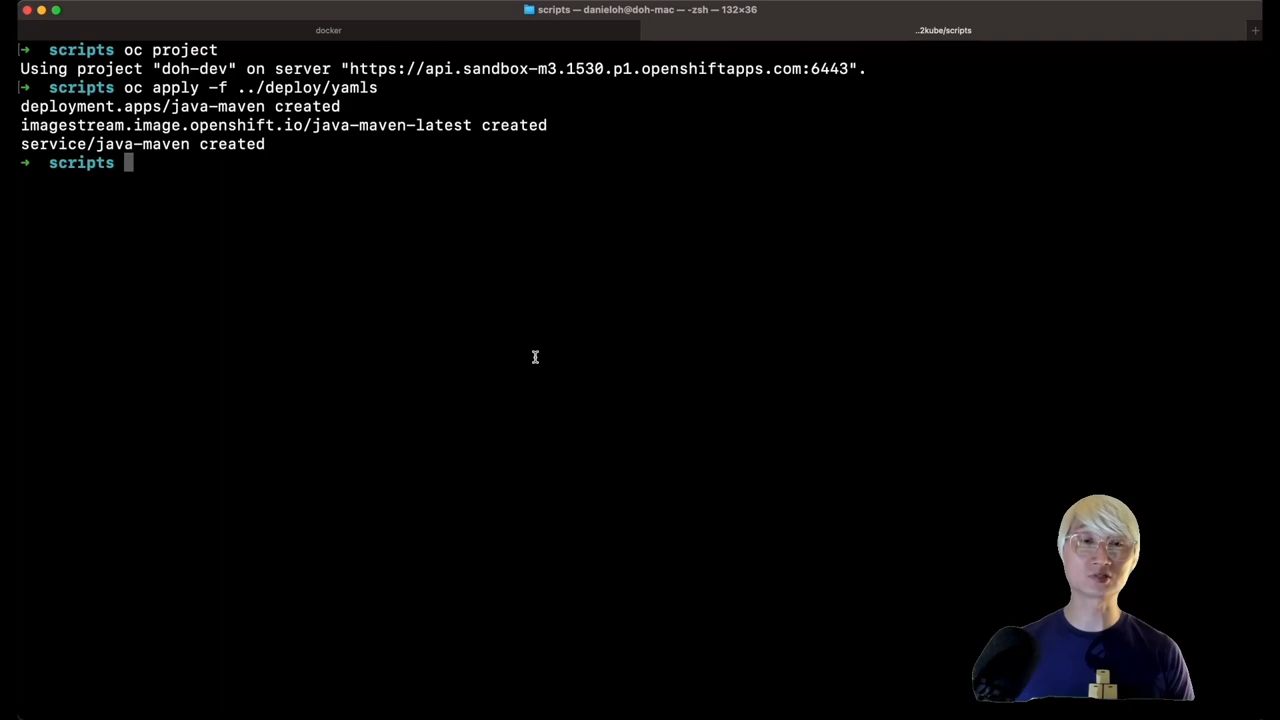 scripts — danieloh@doh-mac — -zsh — 132×36
docker
..2kube/scripts
→ scripts oc project
Using project "doh-dev" on server "https://api.sandbox-m3.1530.p1.openshiftapps.com:6443".
→ scripts oc apply -f ../deploy/yamls
deployment.apps/java-maven created
imagestream.image.openshift.io/java-maven-latest created
service/java-maven created
→ scripts